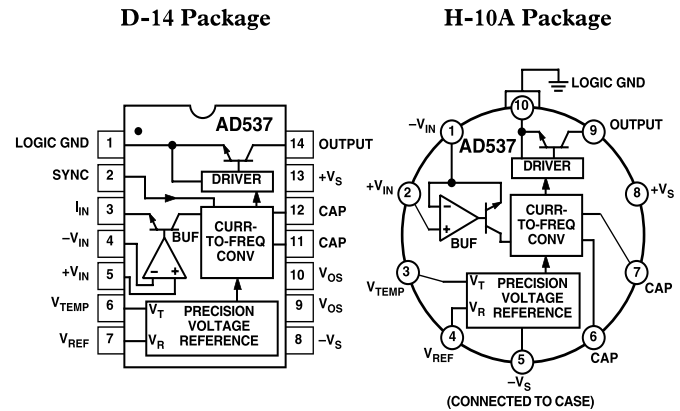 D-14 Package
AD537
LOGIC GND 1
SYNC 2
IIN 3
–VIN 4
+VIN 5
VTEMP 6
VREF 7
14 OUTPUT
13 +VS
12 CAP
11 CAP
10 VOS
9 VOS
8 –VS
DRIVER
BUF
CURR-
TO-FREQ
CONV
– +
VT
VR
PRECISION
VOLTAGE
REFERENCE
H-10A Package
LOGIC GND
10
–VIN 1
AD537
9 OUTPUT
DRIVER
+VIN 2
8 +VS
–
+
BUF
CURR-
TO-FREQ
CONV
3
VTEMP
7
CAP
VT
VR
PRECISION
VOLTAGE
REFERENCE
4
VREF
6
CAP
5
–VS
(CONNECTED TO CASE)